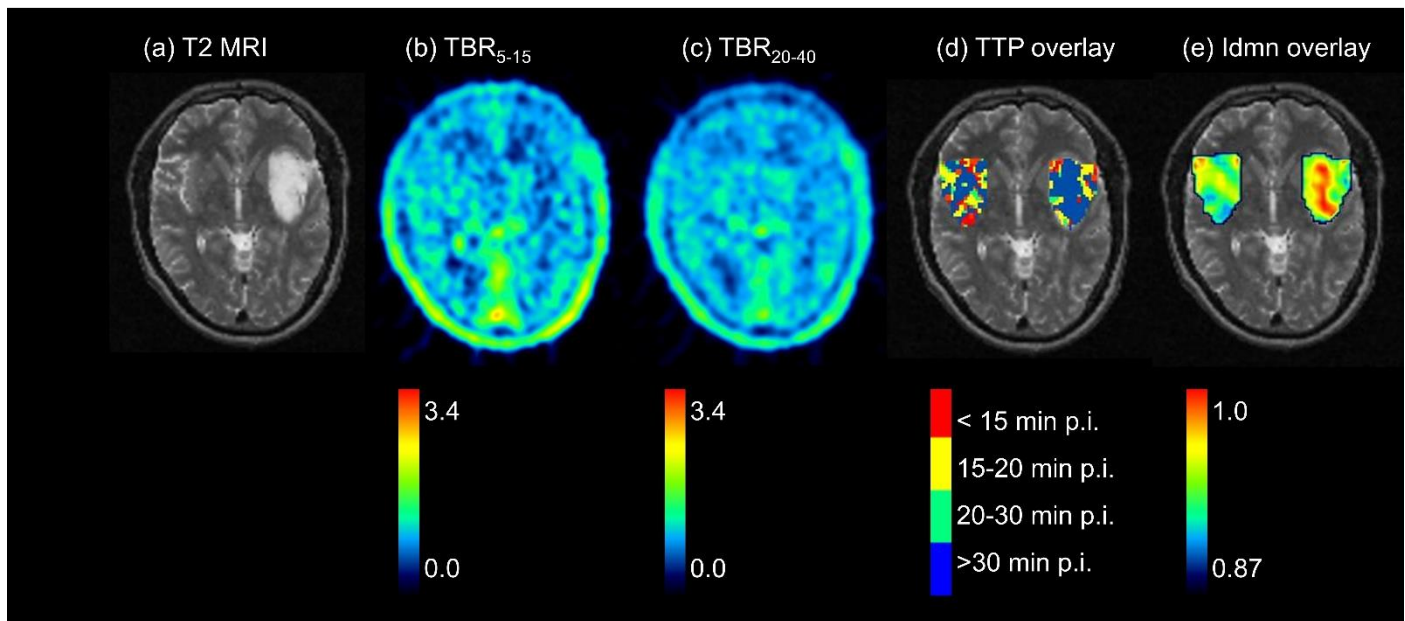 (a) T2 MRI
(b) TBR5-15
(c) TBR20-40
(d) TTP overlay
(e) Idmn overlay
3.4
0.0
3.4
0.0
< 15 min p.i.
15-20 min p.i.
20-30 min p.i.
>30 min p.i.
1.0
0.87